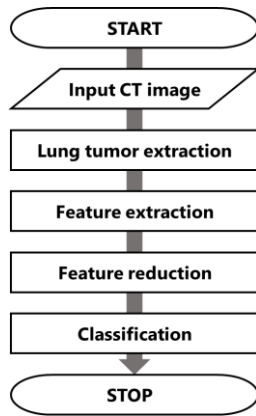 START
Input CT image
Lung tumor extraction
Feature extraction
Feature reduction
Classification
STOP